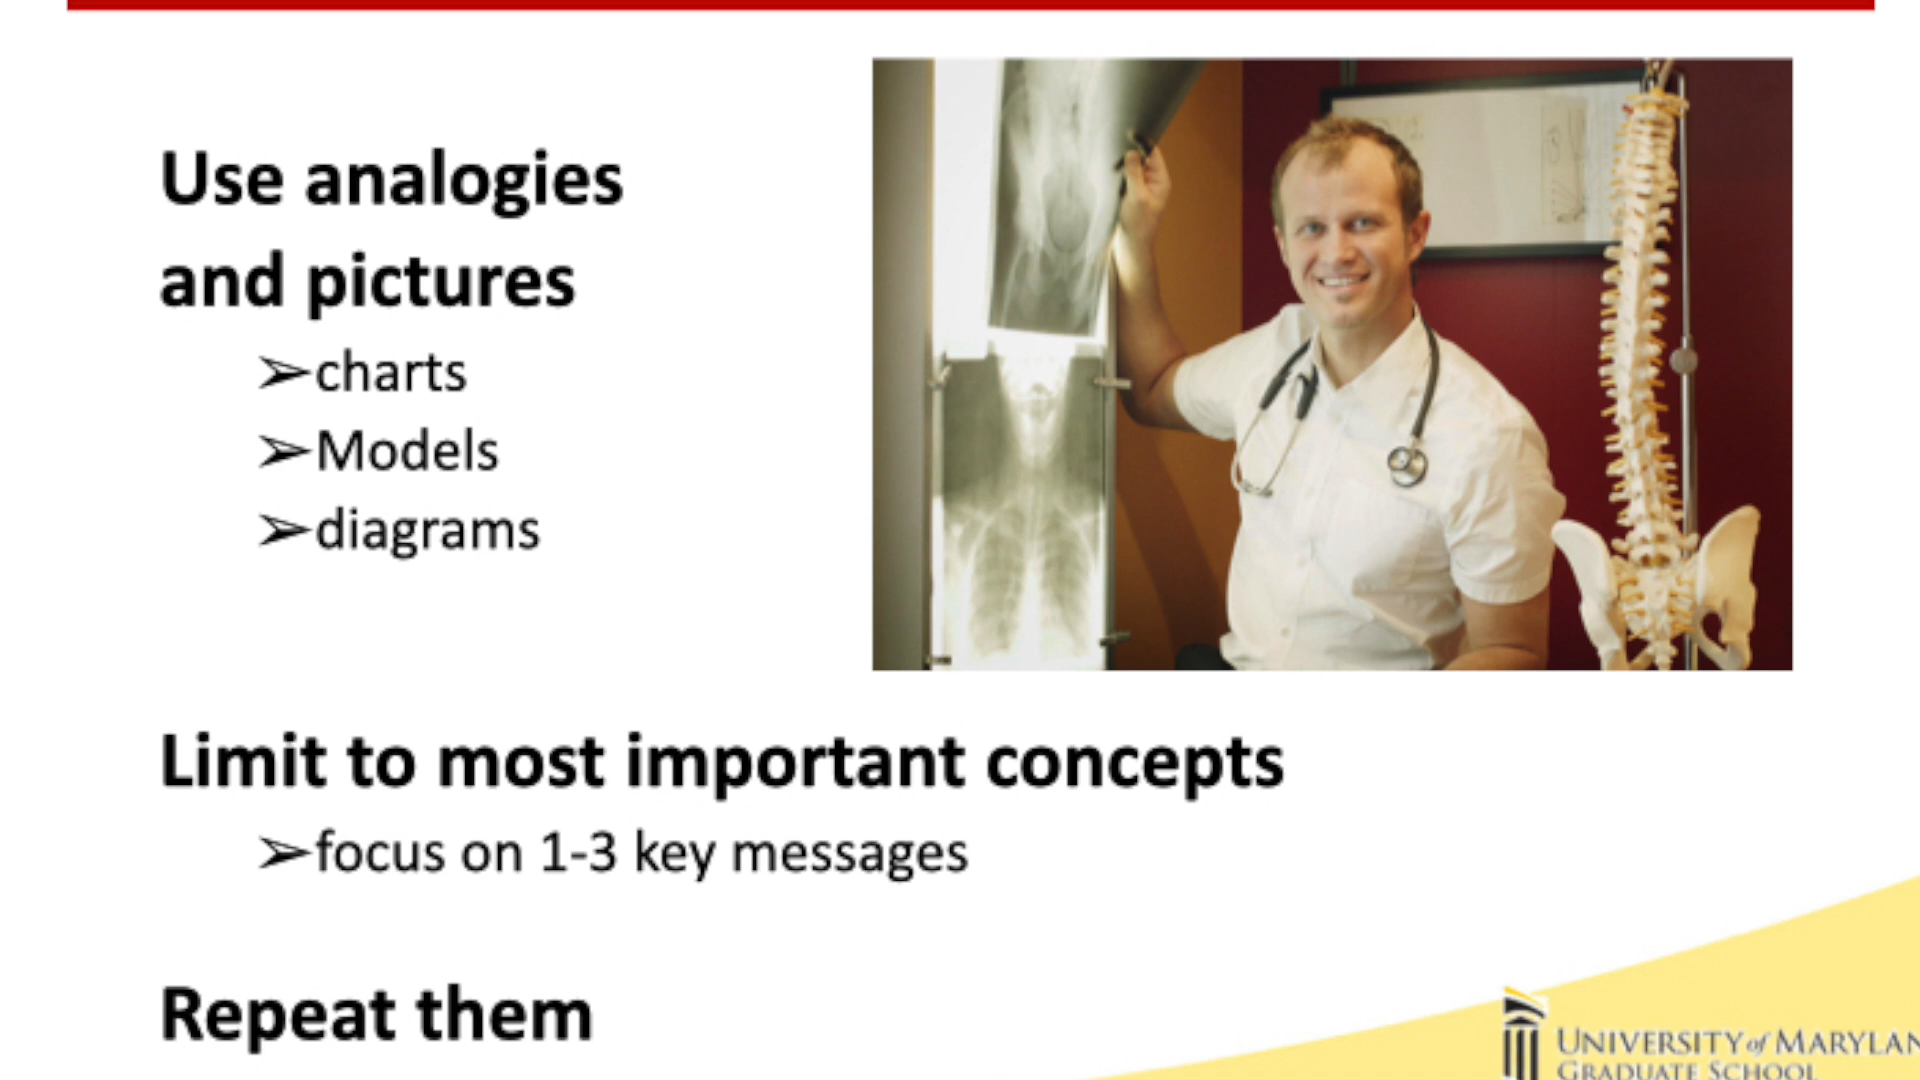 Use analogies
and pictures
➢charts
➢Models
➢diagrams
Limit to most important concepts
➢focus on 1-3 key messages
Repeat them
UNIVERSITY of MARYLAN
GRADUATE SCHOOL